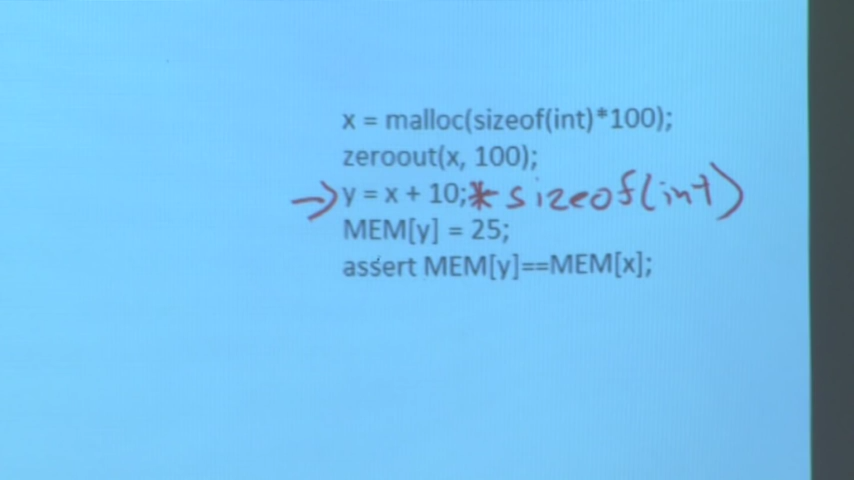 x = malloc(sizeof(int)*100);
zeroout(x, 100);
→ y = x + 10;* sizeof(int)
MEM[y] = 25;
assert MEM[y]==MEM[x];